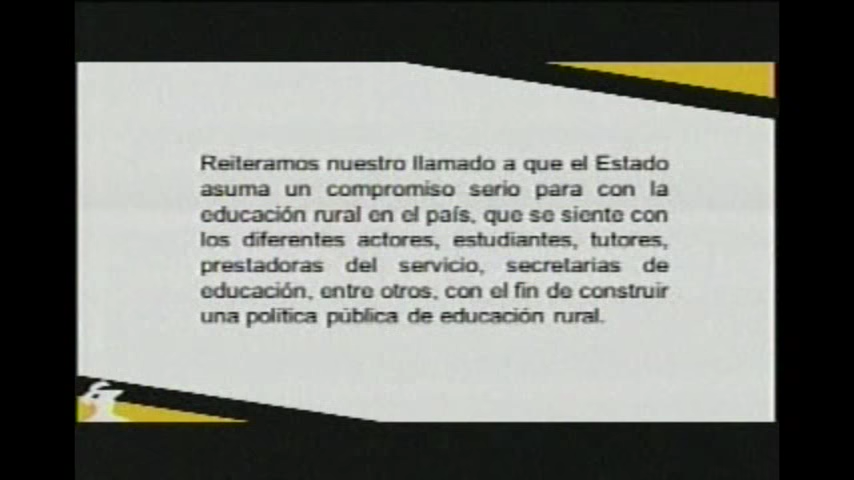 Reiteramos nuestro llamado a que el Estado
asuma un compromiso serio para con la
educación rural en el país, que se siente con
los diferentes actores, estudiantes, tutores,
prestadoras del servicio, secretarias de
educación, entre otros, con el fin de construir
una política pública de educación rural.